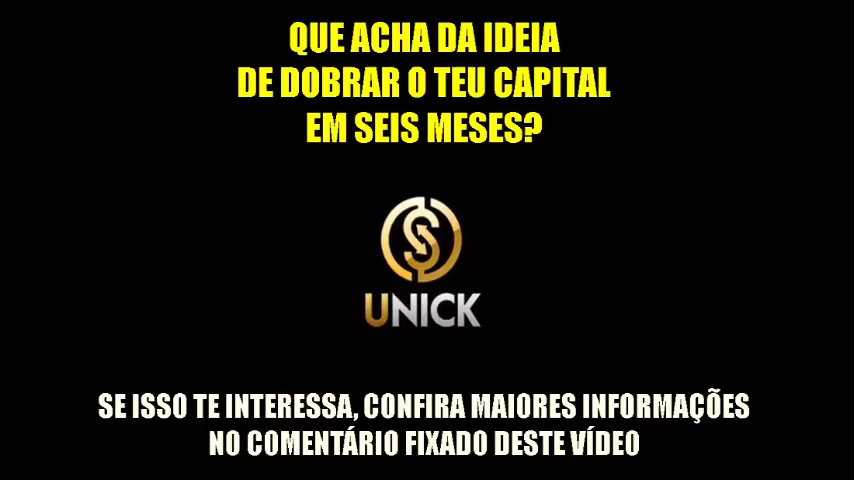 QUE ACHA DA IDEIA
DE DOBRAR O TEU CAPITAL
EM SEIS MESES?
UNICK
SE ISSO TE INTERESSA, CONFIRA MAIORES INFORMAÇÕES
NO COMENTÁRIO FIXADO DESTE VÍDEO